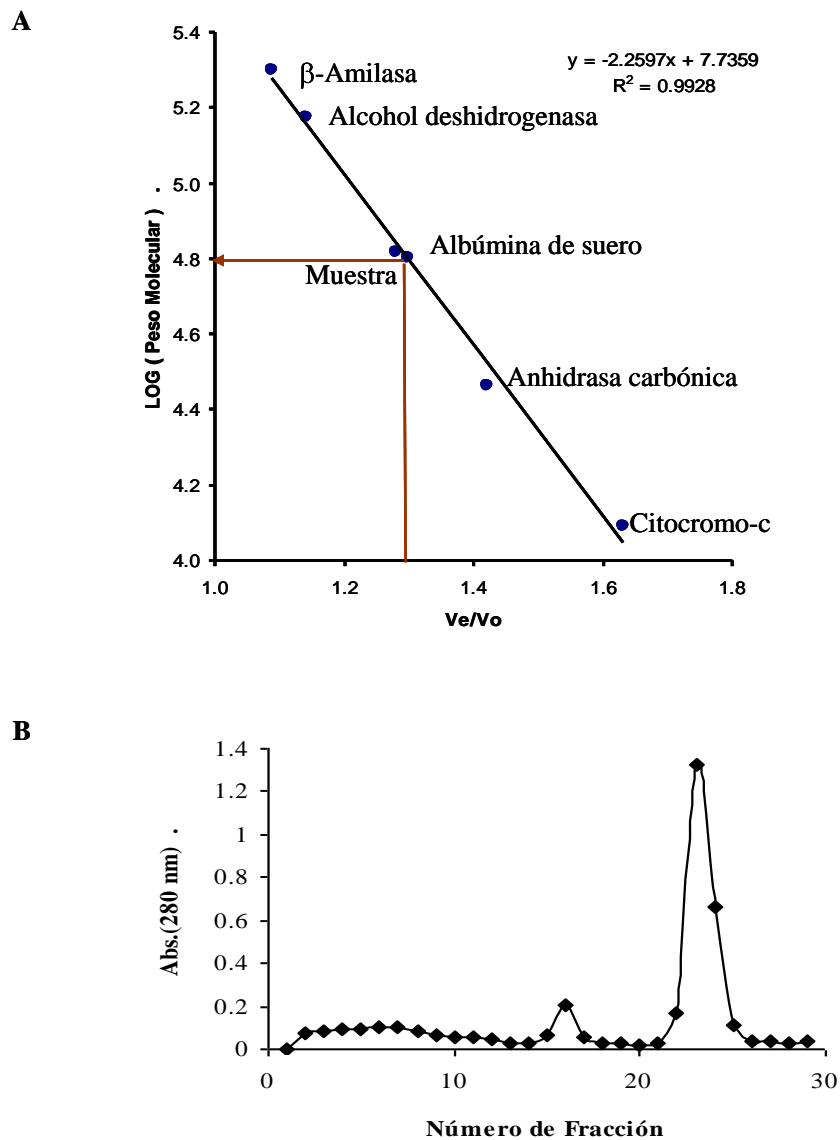 A
5.4
5.2
5.0
4.8
4.6
4.4
4.2
4.0
LOG ( Peso Molecular ) .
y = -2.2597x + 7.7359
R² = 0.9928
β-Amilasa
Alcohol deshidrogenasa
Albúmina de suero
Muestra
Anhidrasa carbónica
Citocromo-c
1.0 1.2 1.4 1.6 1.8
Ve/Vo
B
1.4
1.2
1
0.8
0.6
0.4
0.2
0
Abs.(280 nm) .
0 10 20 30
Número de Fracción